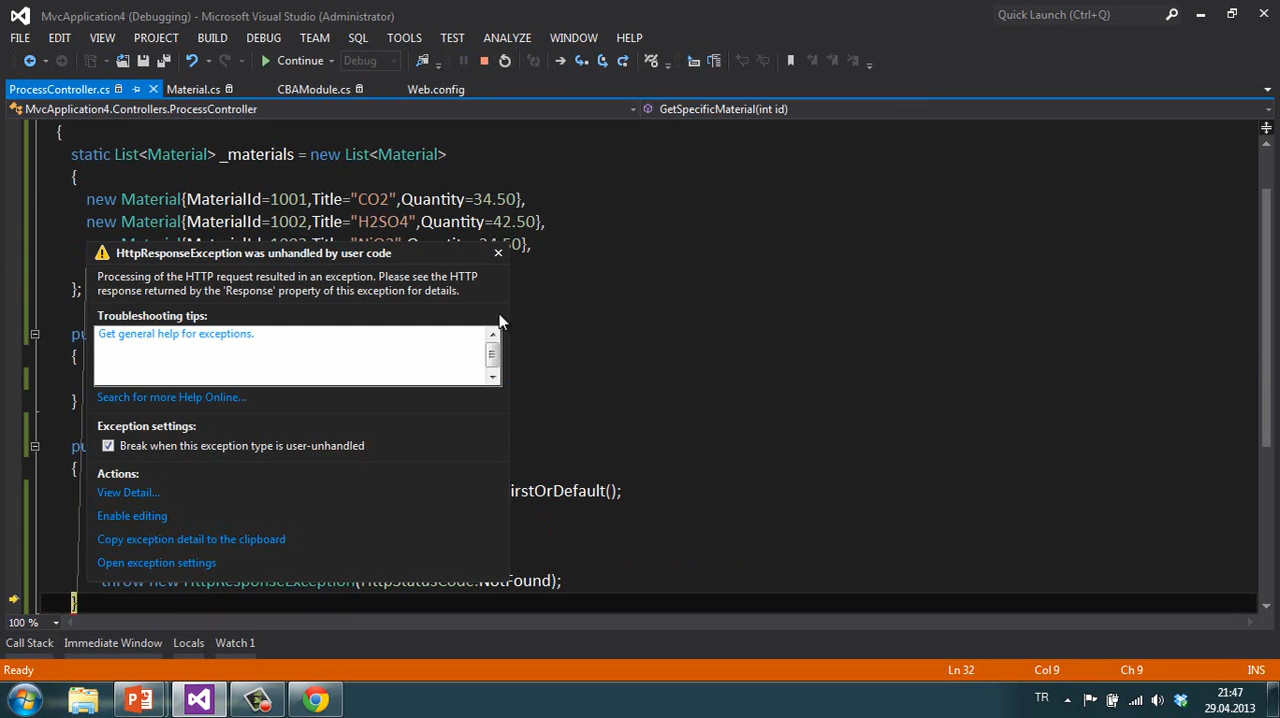 MvcApplication4 (Debugging) - Microsoft Visual Studio (Administrator)
Quick Launch (Ctrl+Q)
FILE EDIT VIEW PROJECT BUILD DEBUG TEAM SQL TOOLS TEST ANALYZE WINDOW HELP
Continue Debug
ProcessController.cs Material.cs CBAModule.cs Web.config
MvcApplication4.Controllers.ProcessController GetSpecificMaterial(int id)
{
static List<Material> _materials = new List<Material>
{
new Material{MaterialId=1001,Title="CO2",Quantity=34.50},
new Material{MaterialId=1002,Title="H2SO4",Quantity=42.50},
HttpResponseException was unhandled by user code
Processing of the HTTP request resulted in an exception. Please see the HTTP
response returned by the 'Response' property of this exception for details.
};
Troubleshooting tips:
Get general help for exceptions.
pu
{
Search for more Help Online...
}
Exception settings:
Break when this exception type is user-unhandled
pu
{
Actions:
View Detail...
irstOrDefault();
Enable editing
Copy exception detail to the clipboard
Open exception settings
throw new HttpResponseException(HttpStatusCode.NotFound);
}
100 %
Call Stack Immediate Window Locals Watch 1
Ready Ln 32 Col 9 Ch 9 INS
TR 21:47
29.04.2013